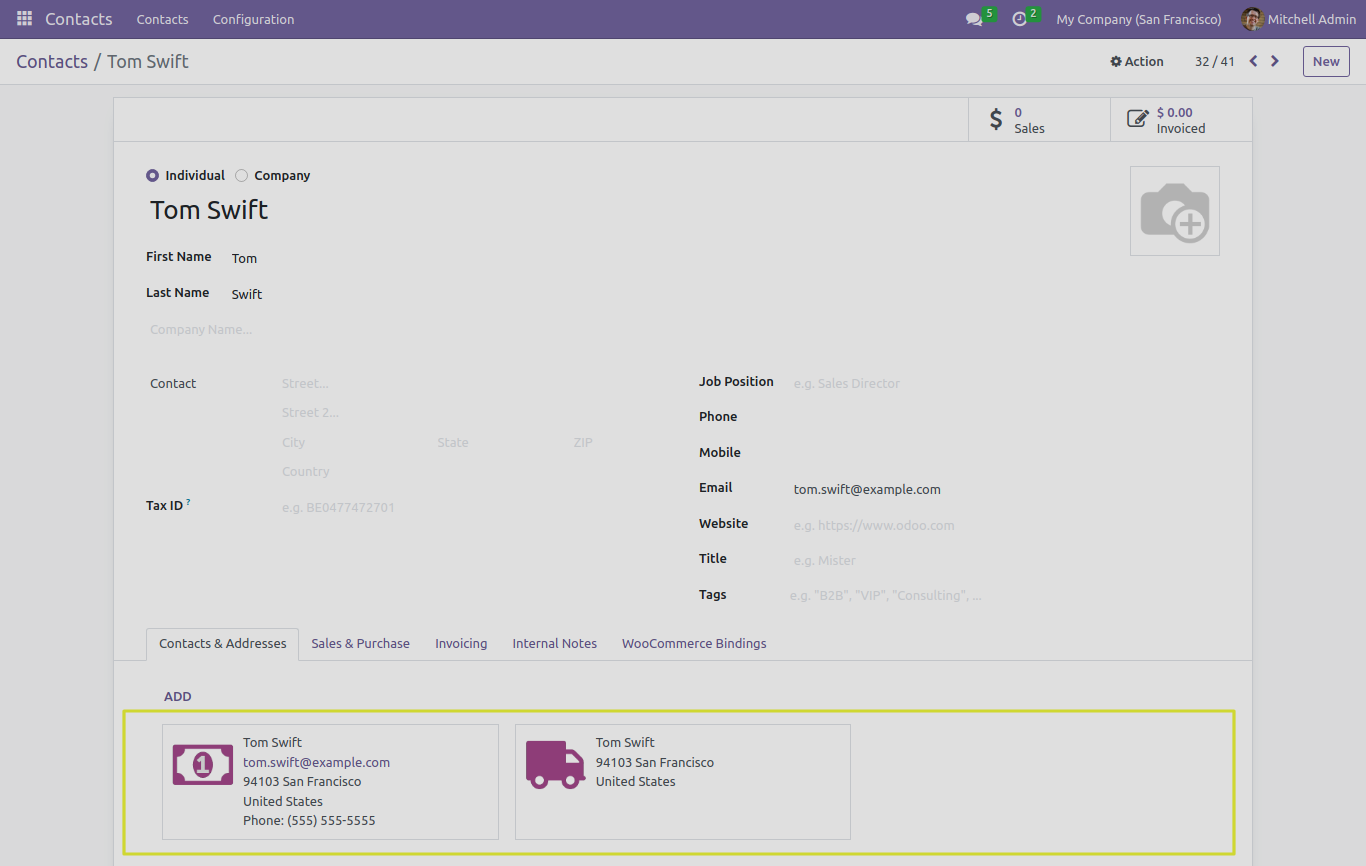 Contacts Contacts Configuration 5 2 My Company (San Francisco) Mitchell Admin
Contacts / Tom Swift Action 32 / 41 New
$ 0 Sales
$ 0.00 Invoiced
Individual Company
Tom Swift
First Name Tom
Last Name Swift
Company Name...
Contact
Street...
Street 2...
City State ZIP
Country
Tax ID ? e.g. BE0477472701
Job Position e.g. Sales Director
Phone
Mobile
Email tom.swift@example.com
Website e.g. https://www.odoo.com
Title e.g. Mister
Tags e.g. "B2B", "VIP", "Consulting", ...
Contacts & Addresses Sales & Purchase Invoicing Internal Notes WooCommerce Bindings
ADD
1
Tom Swift
tom.swift@example.com
94103 San Francisco
United States
Phone: (555) 555-5555
Tom Swift
94103 San Francisco
United States